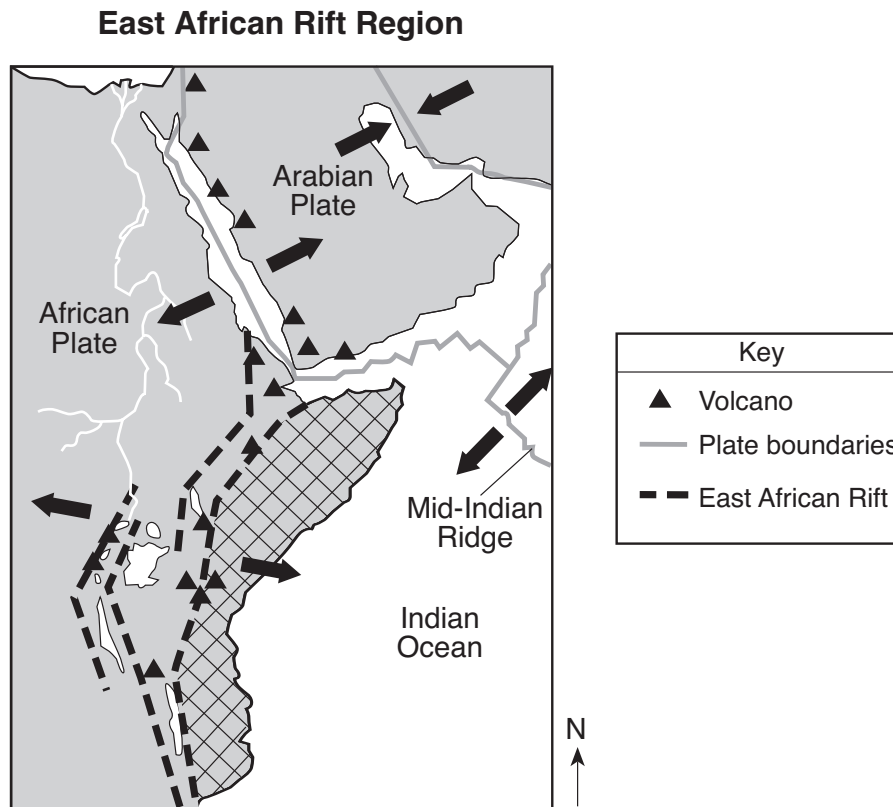 East African Rift Region
Arabian
Plate
African
Plate
Mid-Indian
Ridge
Indian
Ocean
N
Key
Volcano
Plate boundaries
East African Rift